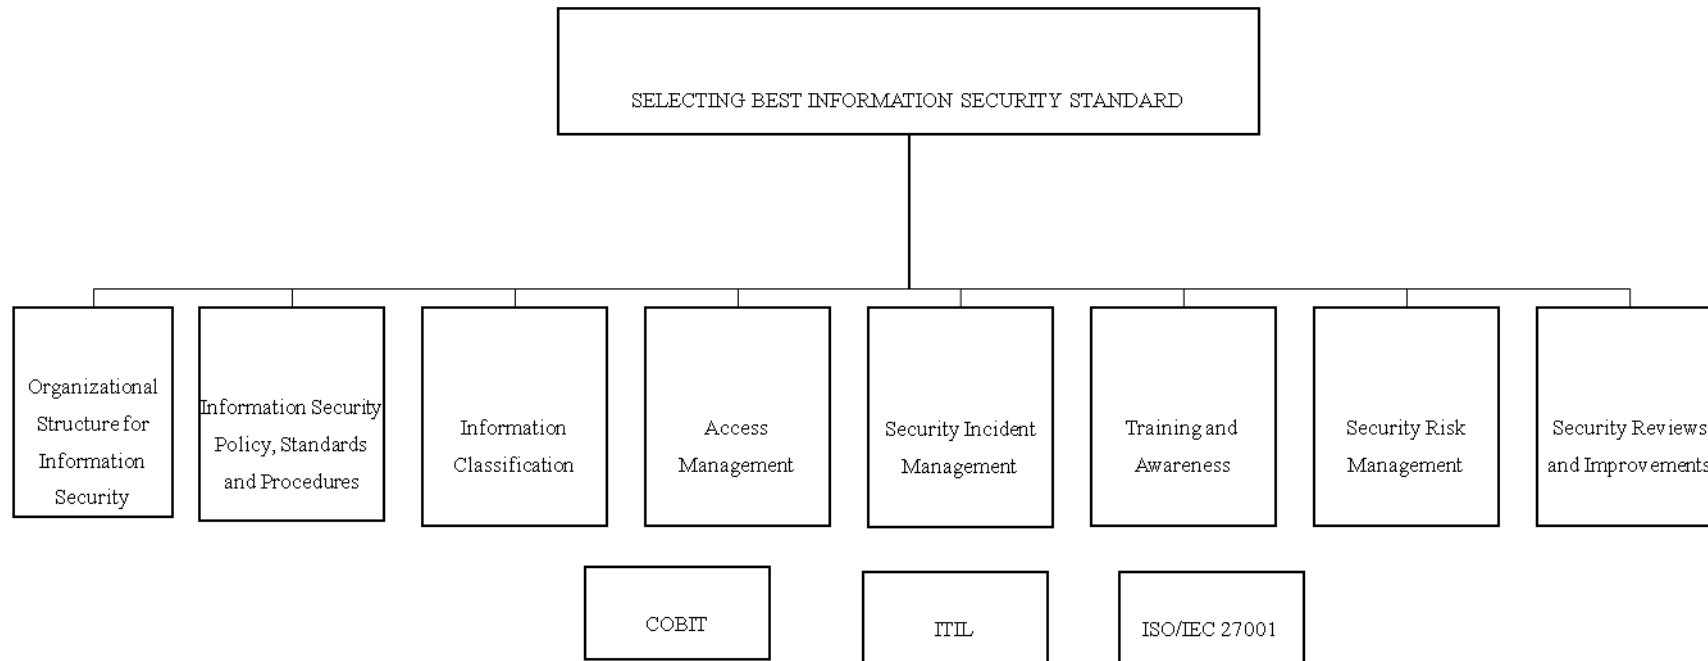 SELECTING BEST INFORMATION SECURITY STANDARD
Organizational
Structure for
Information
Security
Information Security
Policy, Standards
and Procedures
Information
Classification
Access
Management
Security Incident
Management
Training and
Awareness
Security Risk
Management
Security Reviews
and Improvements
COBIT
ITIL
ISO/IEC 27001